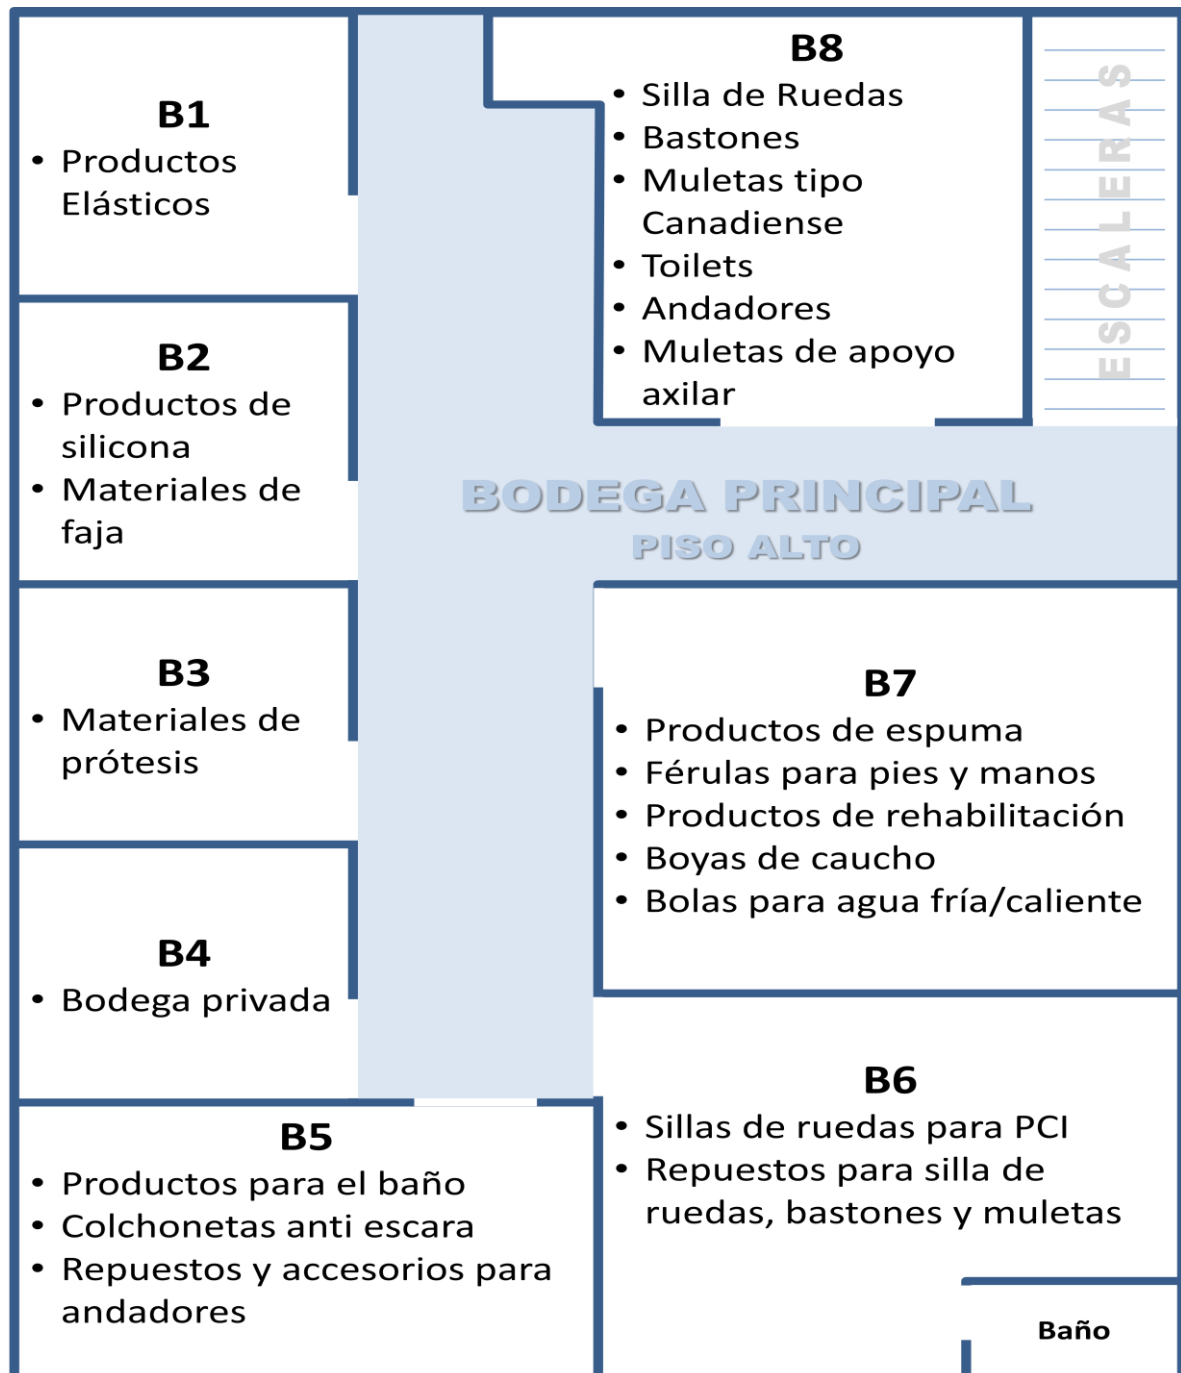 B1
• Productos
Elásticos
B2
• Productos de
silicona
• Materiales de
faja
B3
• Materiales de
prótesis
B4
• Bodega privada
B5
• Productos para el baño
• Colchonetas anti escara
• Repuestos y accesorios para
andadores
B8
• Silla de Ruedas
• Bastones
• Muletas tipo
Canadiense
• Toilets
• Andadores
• Muletas de apoyo
axilar
ESCALERAS
BODEGA PRINCIPAL
PISO ALTO
B7
• Productos de espuma
• Férulas para pies y manos
• Productos de rehabilitación
• Boyas de caucho
• Bolas para agua fría/caliente
B6
• Sillas de ruedas para PCI
• Repuestos para silla de
ruedas, bastones y muletas
Baño